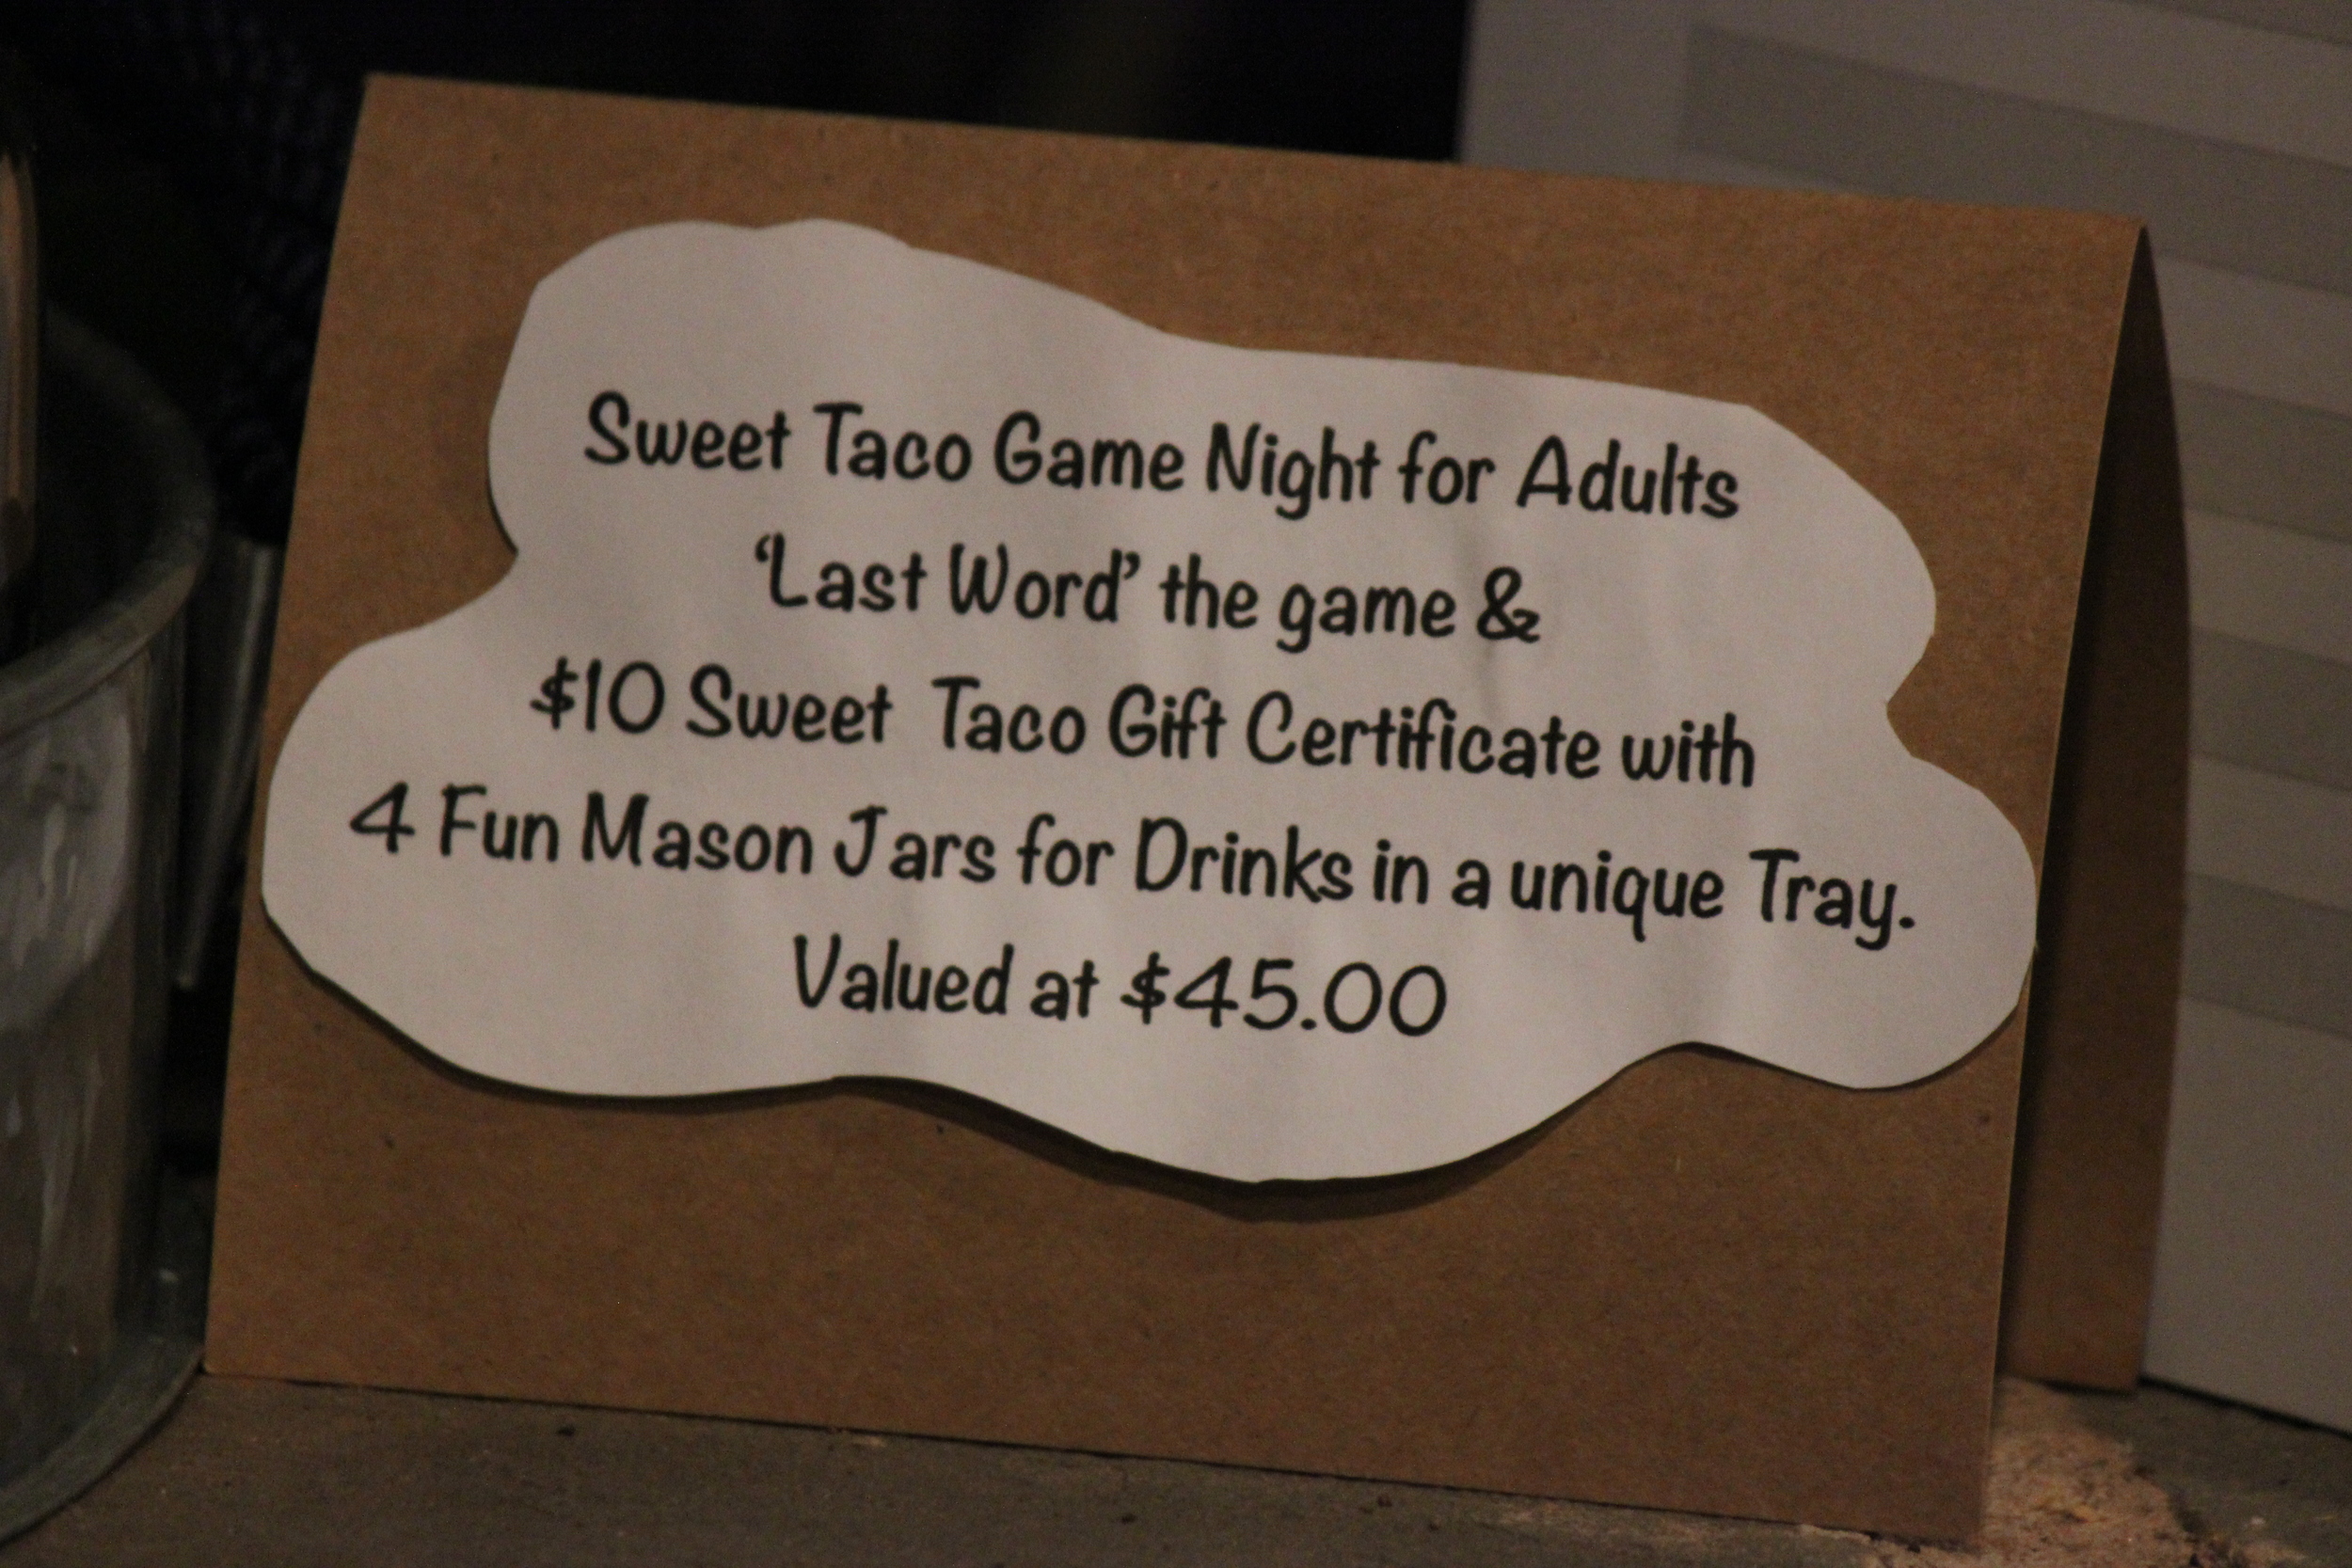 Sweet Taco Game Night for Adults
‘Last Word’ the game &
$10 Sweet Taco Gift Certificate with
4 Fun Mason Jars for Drinks in a unique Tray.
Valued at $45.00